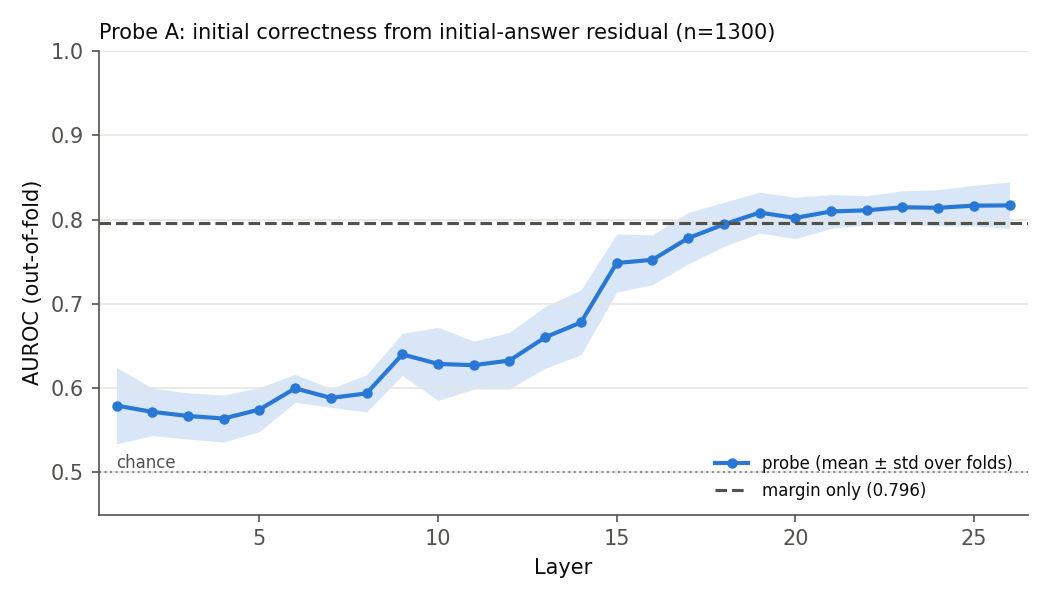 Probe A: initial correctness from initial-answer residual (n=1300)
1.0
0.9
0.8
0.7
0.6
0.5
AUROC (out-of-fold)
chance
probe (mean ± std over folds)
margin only (0.796)
5
10
15
20
25
Layer